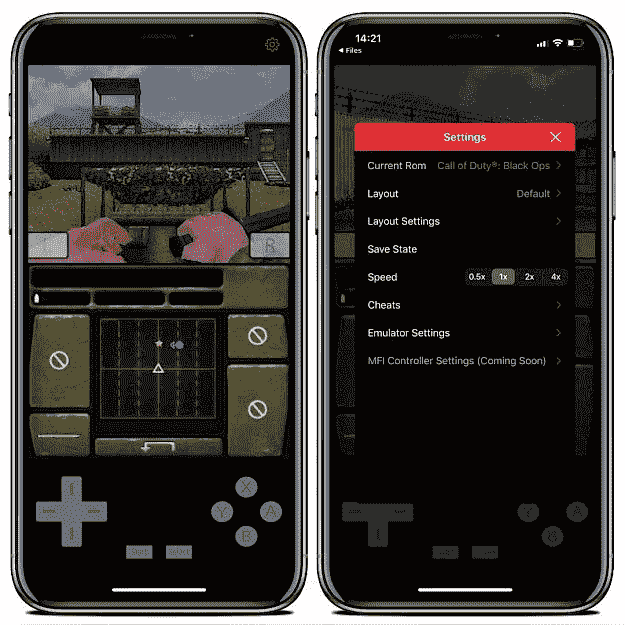 R
X
Y
A
B
Start
Select
14:21
Files
Settings
Current Rom Call of Duty®: Black Ops
Layout Default
Layout Settings
Save State
Speed 0.5x 1x 2x 4x
Cheats
Emulator Settings
MFI Controller Settings (Coming Soon)